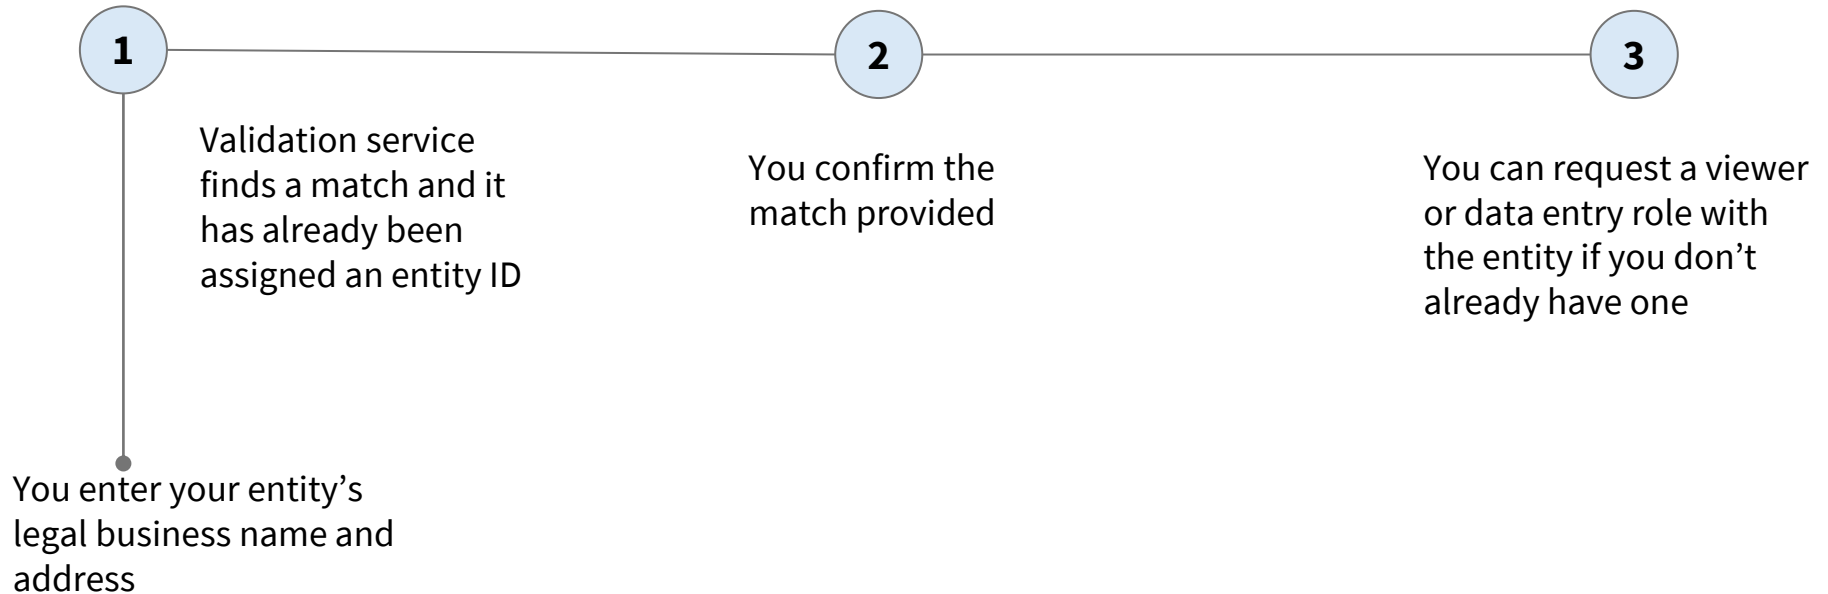 1
2
3
Validation service
finds a match and it
has already been
assigned an entity ID
You confirm the
match provided
You can request a viewer
or data entry role with
the entity if you don’t
already have one
You enter your entity’s
legal business name and
address